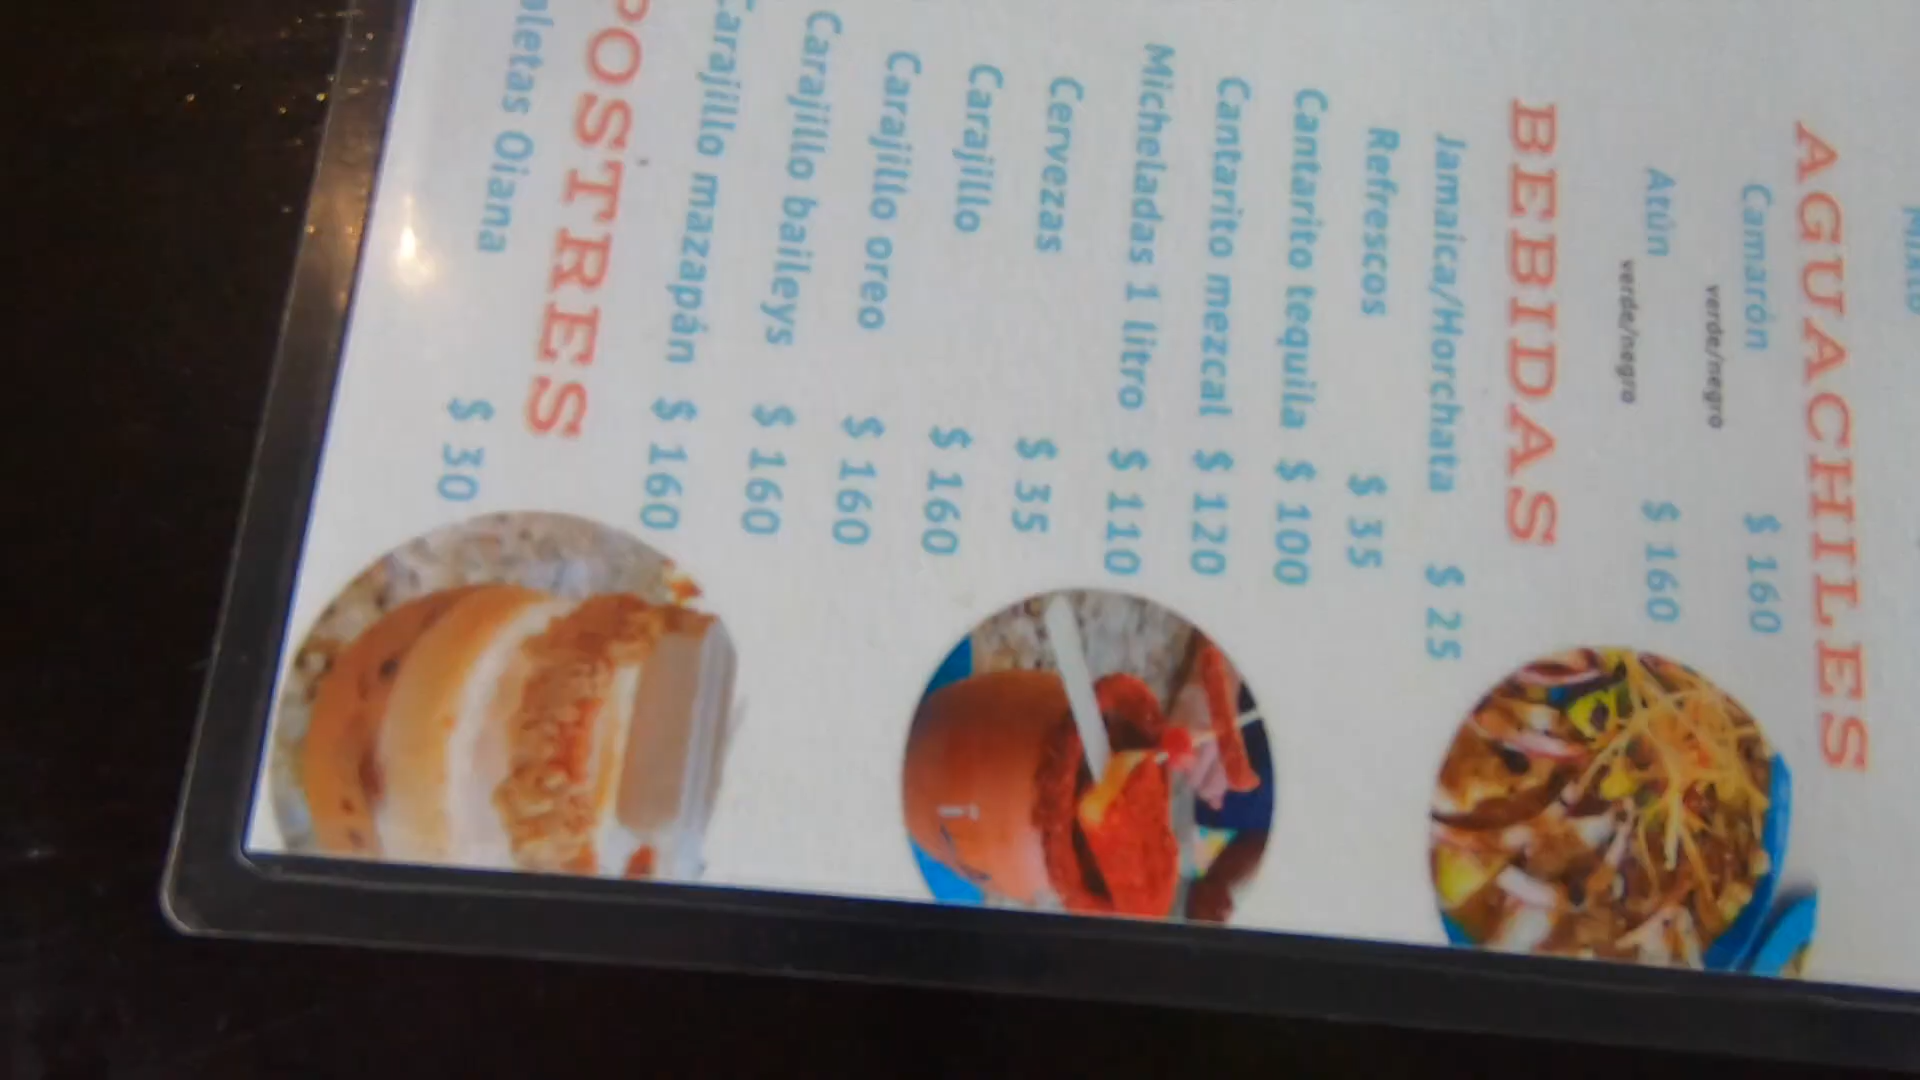 AGUACHILES
Camarón $ 160
verde/negro
Atún $ 160
verde/negro
BEBIDAS
Jamaica/Horchata $ 25
Refrescos $ 35
Cantarito tequila $ 100
Cantarito mezcal $ 120
Micheladas 1 litro $ 110
Cervezas $ 35
Carajillo $ 160
Carajillo oreo $ 160
Carajillo baileys $ 160
Carajillo mazapán $ 160
POSTRES
Oiana $ 30